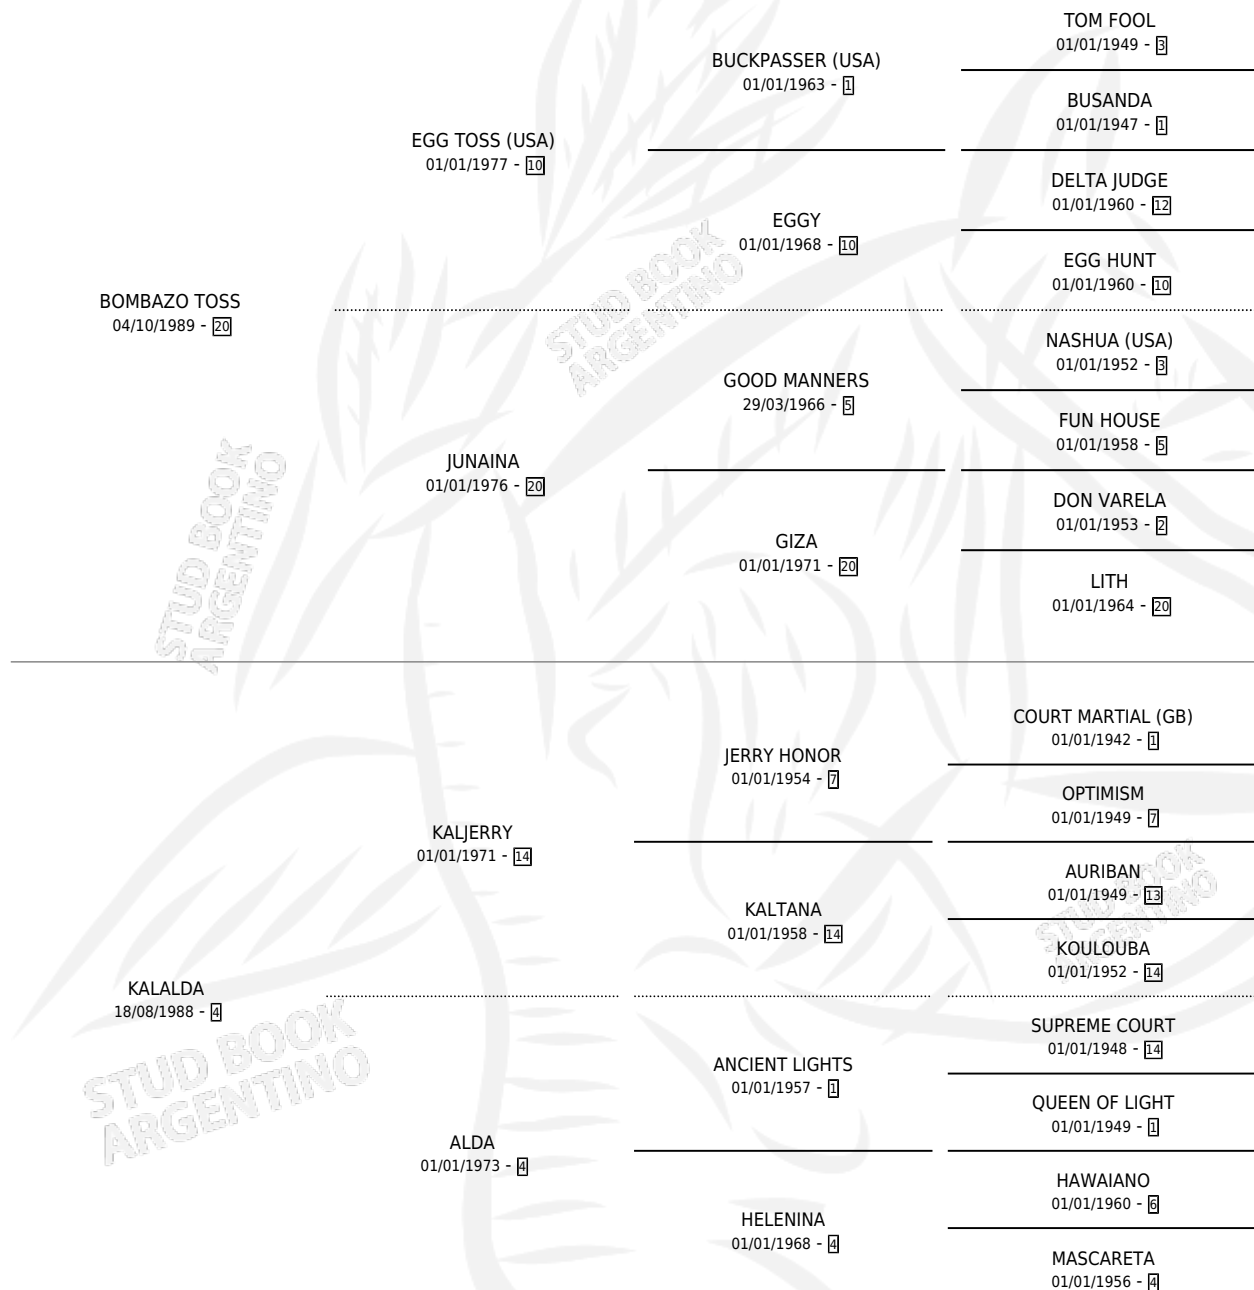 TOM FOOL
01/01/1949 - 3
BUCKPASSER (USA)
01/01/1963 - 1
BUSANDA
01/01/1947 - 1
EGG TOSS (USA)
01/01/1977 - 10
DELTA JUDGE
01/01/1960 - 12
EGGY
01/01/1968 - 10
EGG HUNT
01/01/1960 - 10
BOMBAZO TOSS
04/10/1989 - 20
NASHUA (USA)
01/01/1952 - 3
GOOD MANNERS
29/03/1966 - 5
FUN HOUSE
01/01/1958 - 5
JUNAINA
01/01/1976 - 20
DON VARELA
01/01/1953 - 2
GIZA
01/01/1971 - 20
LITH
01/01/1964 - 20
COURT MARTIAL (GB)
01/01/1942 - 1
JERRY HONOR
01/01/1954 - 7
OPTIMISM
01/01/1949 - 7
KALJERRY
01/01/1971 - 14
AURIBAN
01/01/1949 - 13
KALTANA
01/01/1958 - 14
KOULOUBA
01/01/1952 - 14
KALALDA
18/08/1988 - 4
SUPREME COURT
01/01/1948 - 14
ANCIENT LIGHTS
01/01/1957 - 1
QUEEN OF LIGHT
01/01/1949 - 1
ALDA
01/01/1973 - 4
HAWAIANO
01/01/1960 - 6
HELENINA
01/01/1968 - 4
MASCARETA
01/01/1956 - 4
STUD BOOK
ARGENTINO
STUD BOOK
ARGENTINO
STUD BOOK
ARGENTINO
STUD BOOK
ARGENTINO